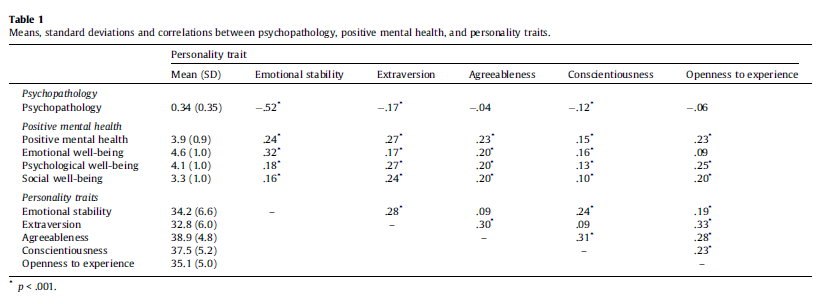 Table 1
Means, standard deviations and correlations between psychopathology, positive mental health, and personality traits.
Personality trait
Mean (SD) Emotional stability Extraversion Agreeableness Conscientiousness Openness to experience
Psychopathology
Psychopathology 0.34 (0.35) −.52* −.17* −.04 −.12* −.06
Positive mental health
Positive mental health 3.9 (0.9) .24* .27* .23* .15* .23*
Emotional well-being 4.6 (1.0) .32* .17* .20* .16* .09
Psychological well-being 4.1 (1.0) .18* .27* .20* .13* .25*
Social well-being 3.3 (1.0) .16* .24* .20* .10* .20*
Personality traits
Emotional stability 34.2 (6.6) – .28* .09 .24* .19*
Extraversion 32.8 (6.0) – .30* .09 .33*
Agreeableness 38.9 (4.8) – .31* .28*
Conscientiousness 37.5 (5.2) – .23*
Openness to experience 35.1 (5.0) –
* p < .001.